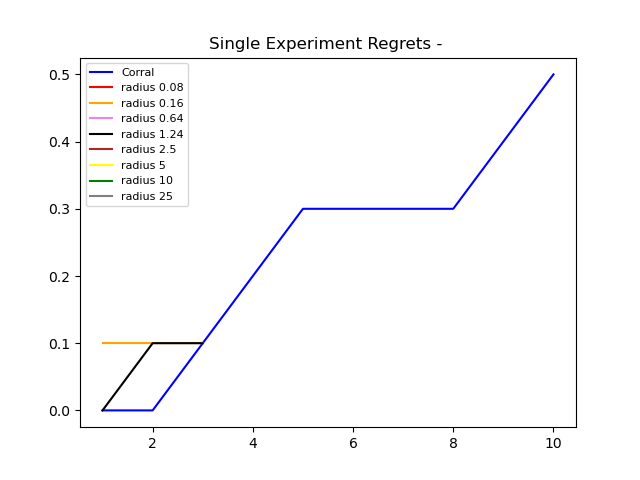 Single Experiment Regrets -
0.5
0.4
0.3
0.2
0.1
0.0
Corral
radius 0.08
radius 0.16
radius 0.64
radius 1.24
radius 2.5
radius 5
radius 10
radius 25
2 4 6 8 10